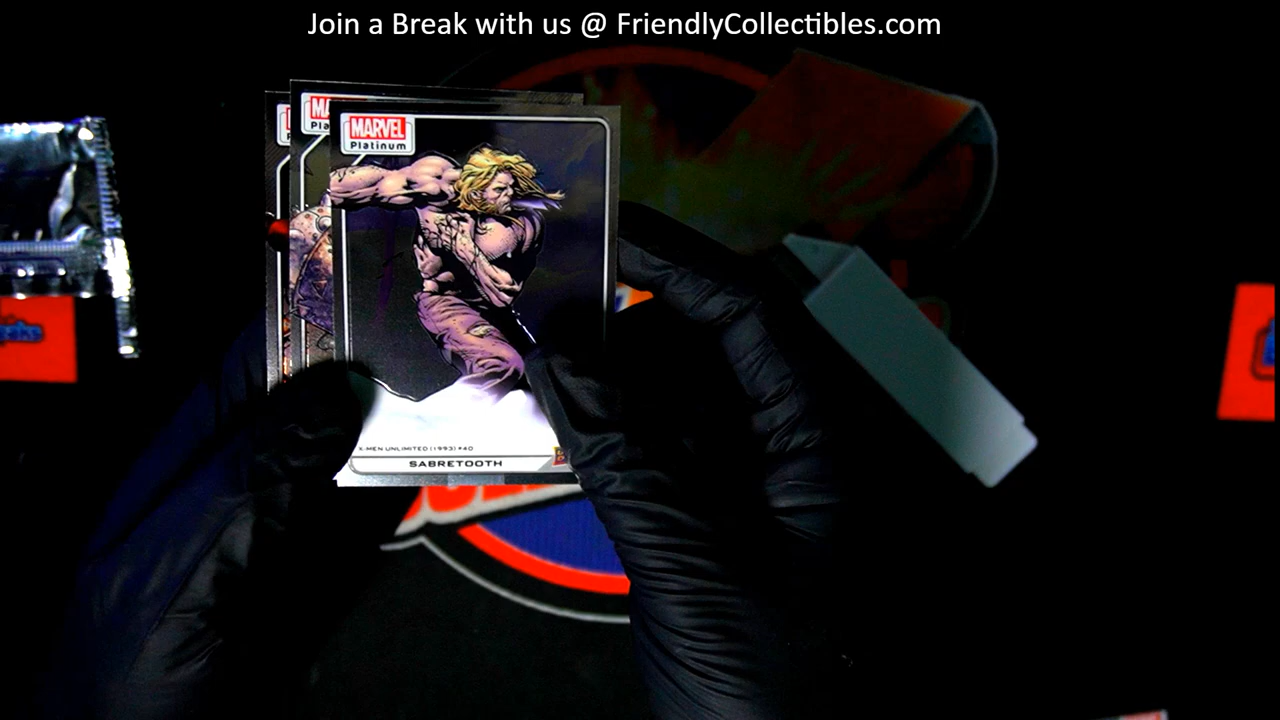 Join a Break with us @ FriendlyCollectibles.com
MARVEL
Platinum
X-MEN UNLIMITED (1993) #40
SABRETOOTH